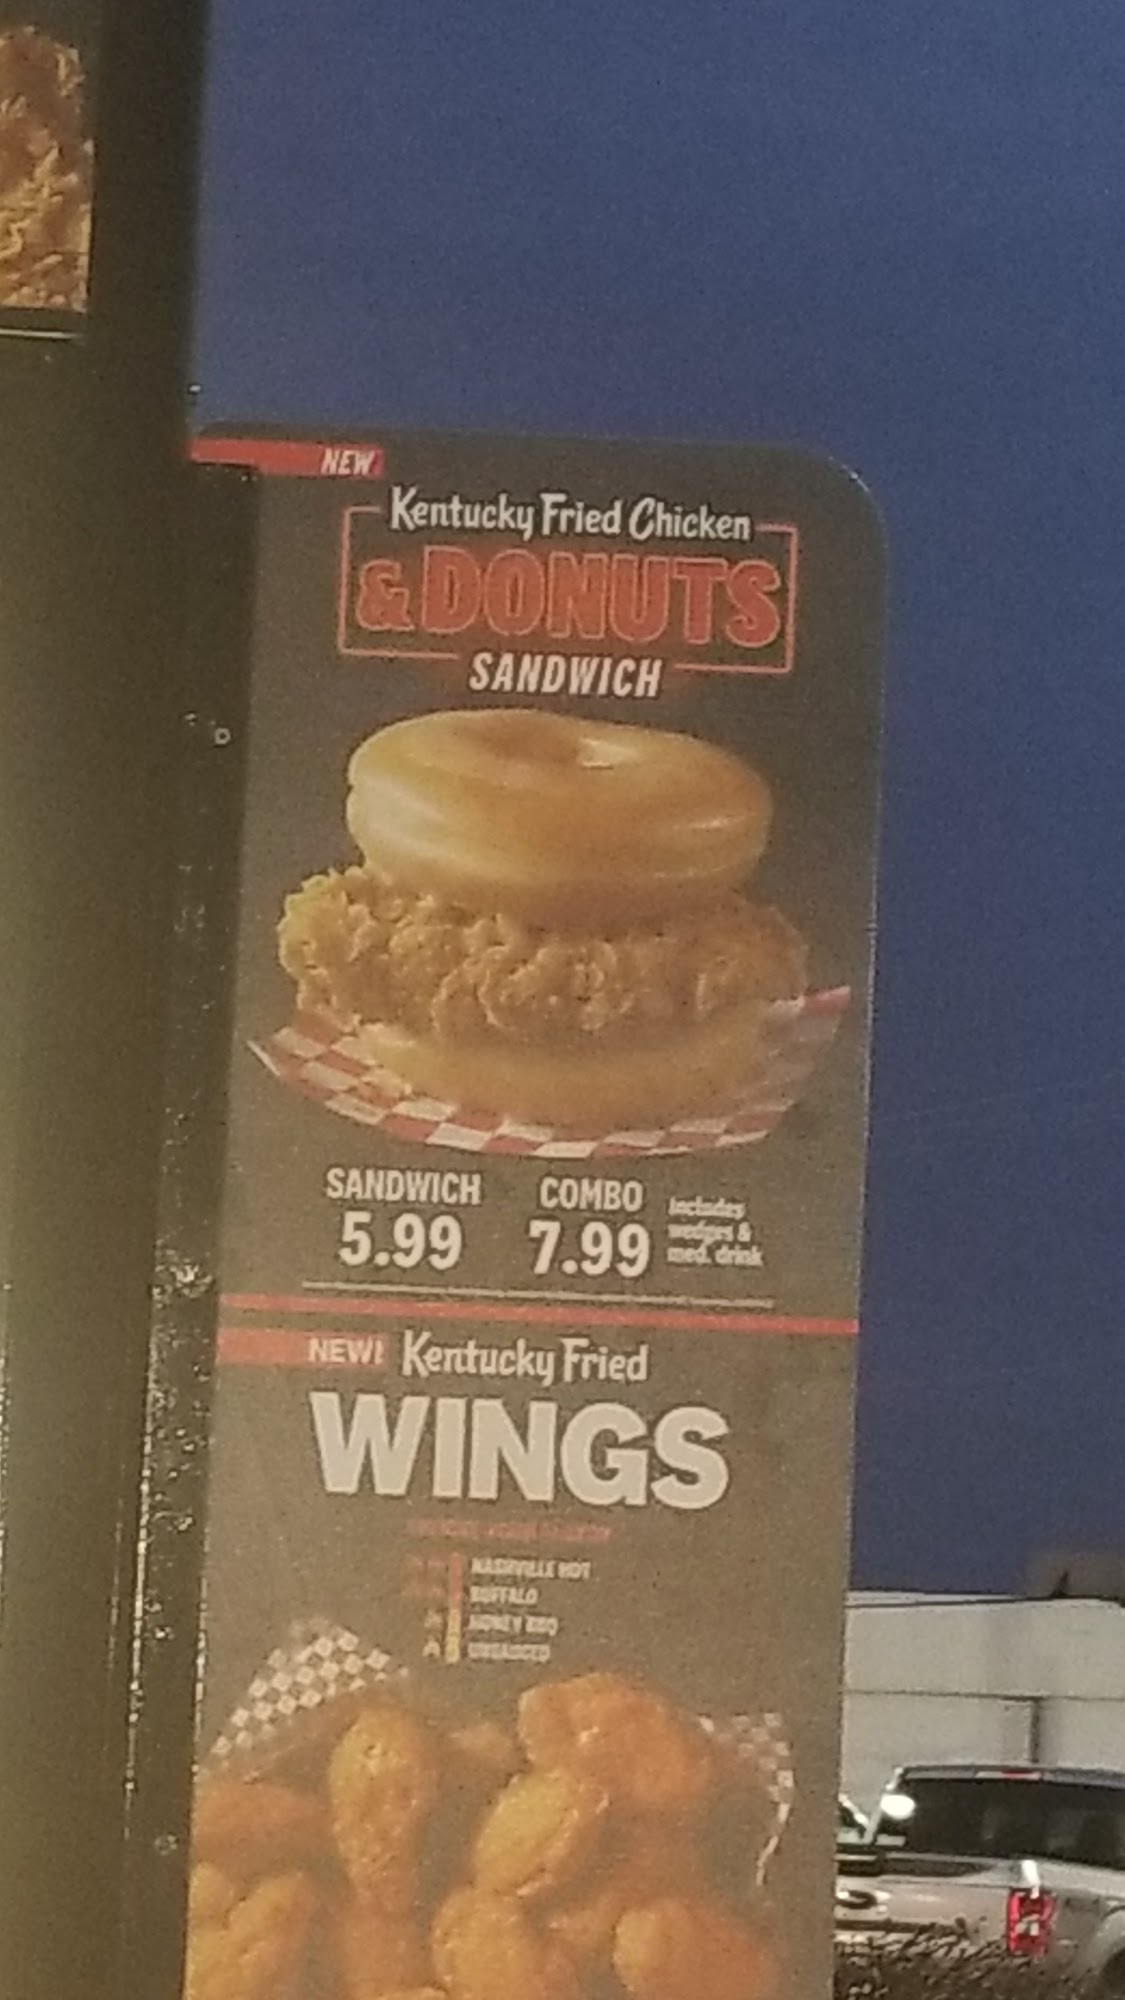 NEW
Kentucky Fried Chicken
& DONUTS
SANDWICH
SANDWICH
5.99
COMBO
7.99
Includes
wedges &
med. drink
NEW! Kentucky Fried
WINGS
NASHVILLE HOT
BUFFALO
HONEY BBQ
UNSAUCED